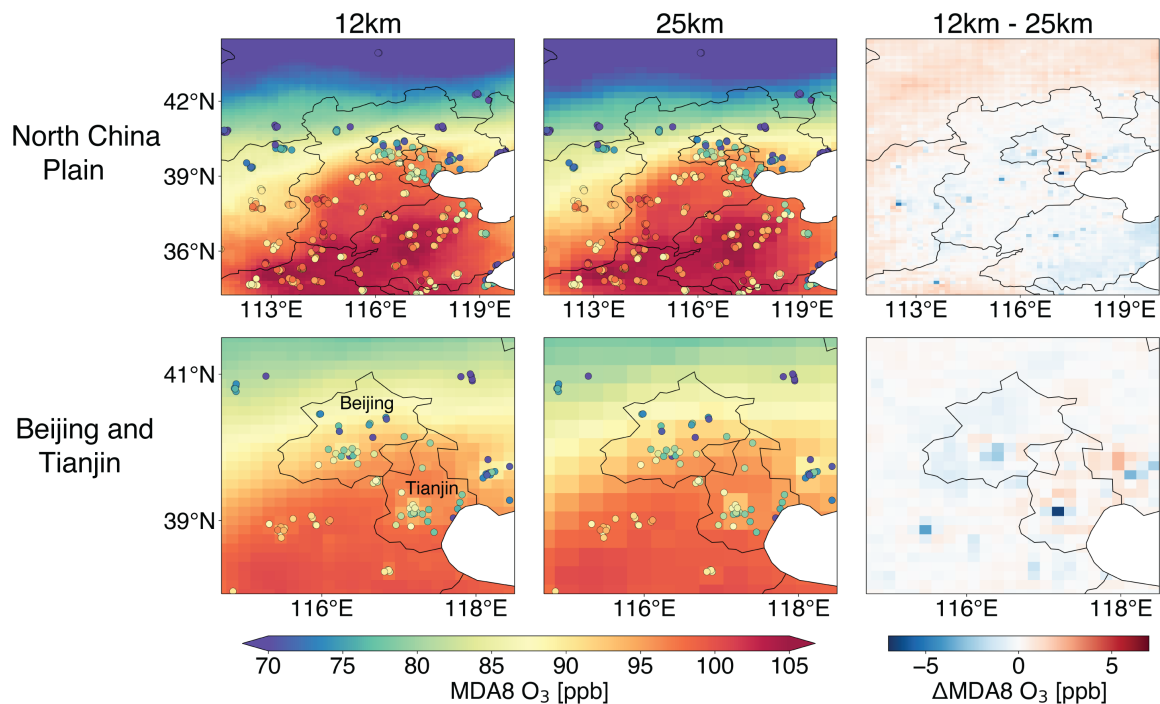 12km
25km
12km - 25km
North China
Plain
42°N
39°N
36°N
113°E
116°E
119°E
113°E
116°E
119°E
113°E
116°E
119°E
Beijing and
Tianjin
41°N
39°N
Beijing
Tianjin
116°E
118°E
116°E
118°E
116°E
118°E
70
75
80
85
90
95
100
105
MDA8 O₃ [ppb]
−5
0
5
ΔMDA8 O₃ [ppb]